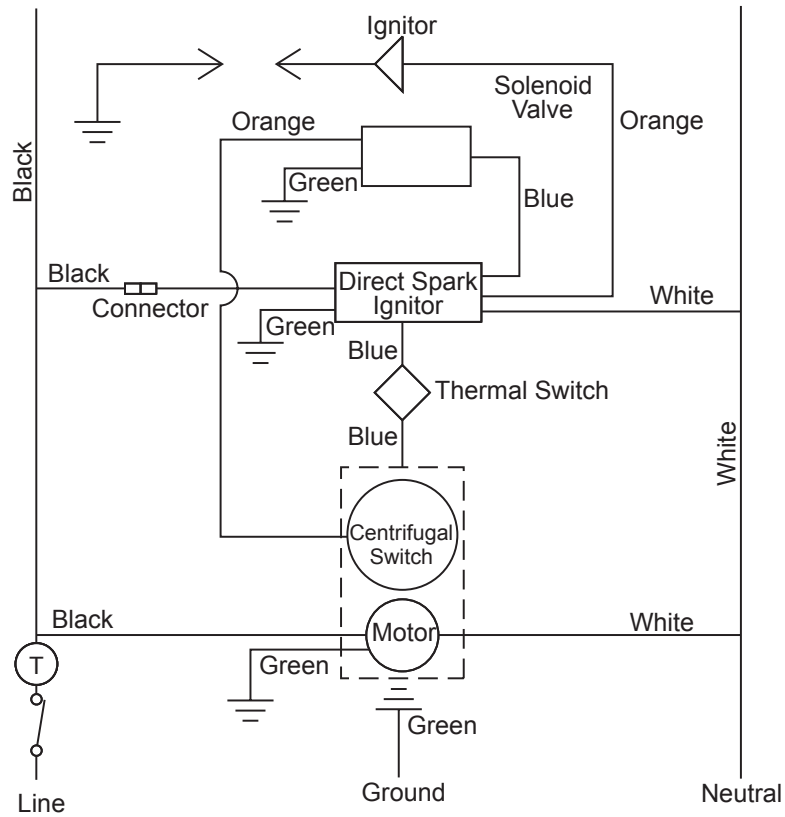 Ignitor
Solenoid
Valve
Orange
Orange
Black
Green
Blue
Black
Connector
Direct Spark
Ignitor
White
Green
Blue
Thermal Switch
Blue
White
Centrifugal
Switch
Black
Motor
White
T
Green
Green
Line
Ground
Neutral